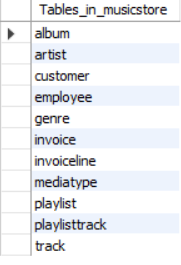 Tables_in_musicstore
album
artist
customer
employee
genre
invoice
invoiceline
mediatype
playlist
playlisttrack
track